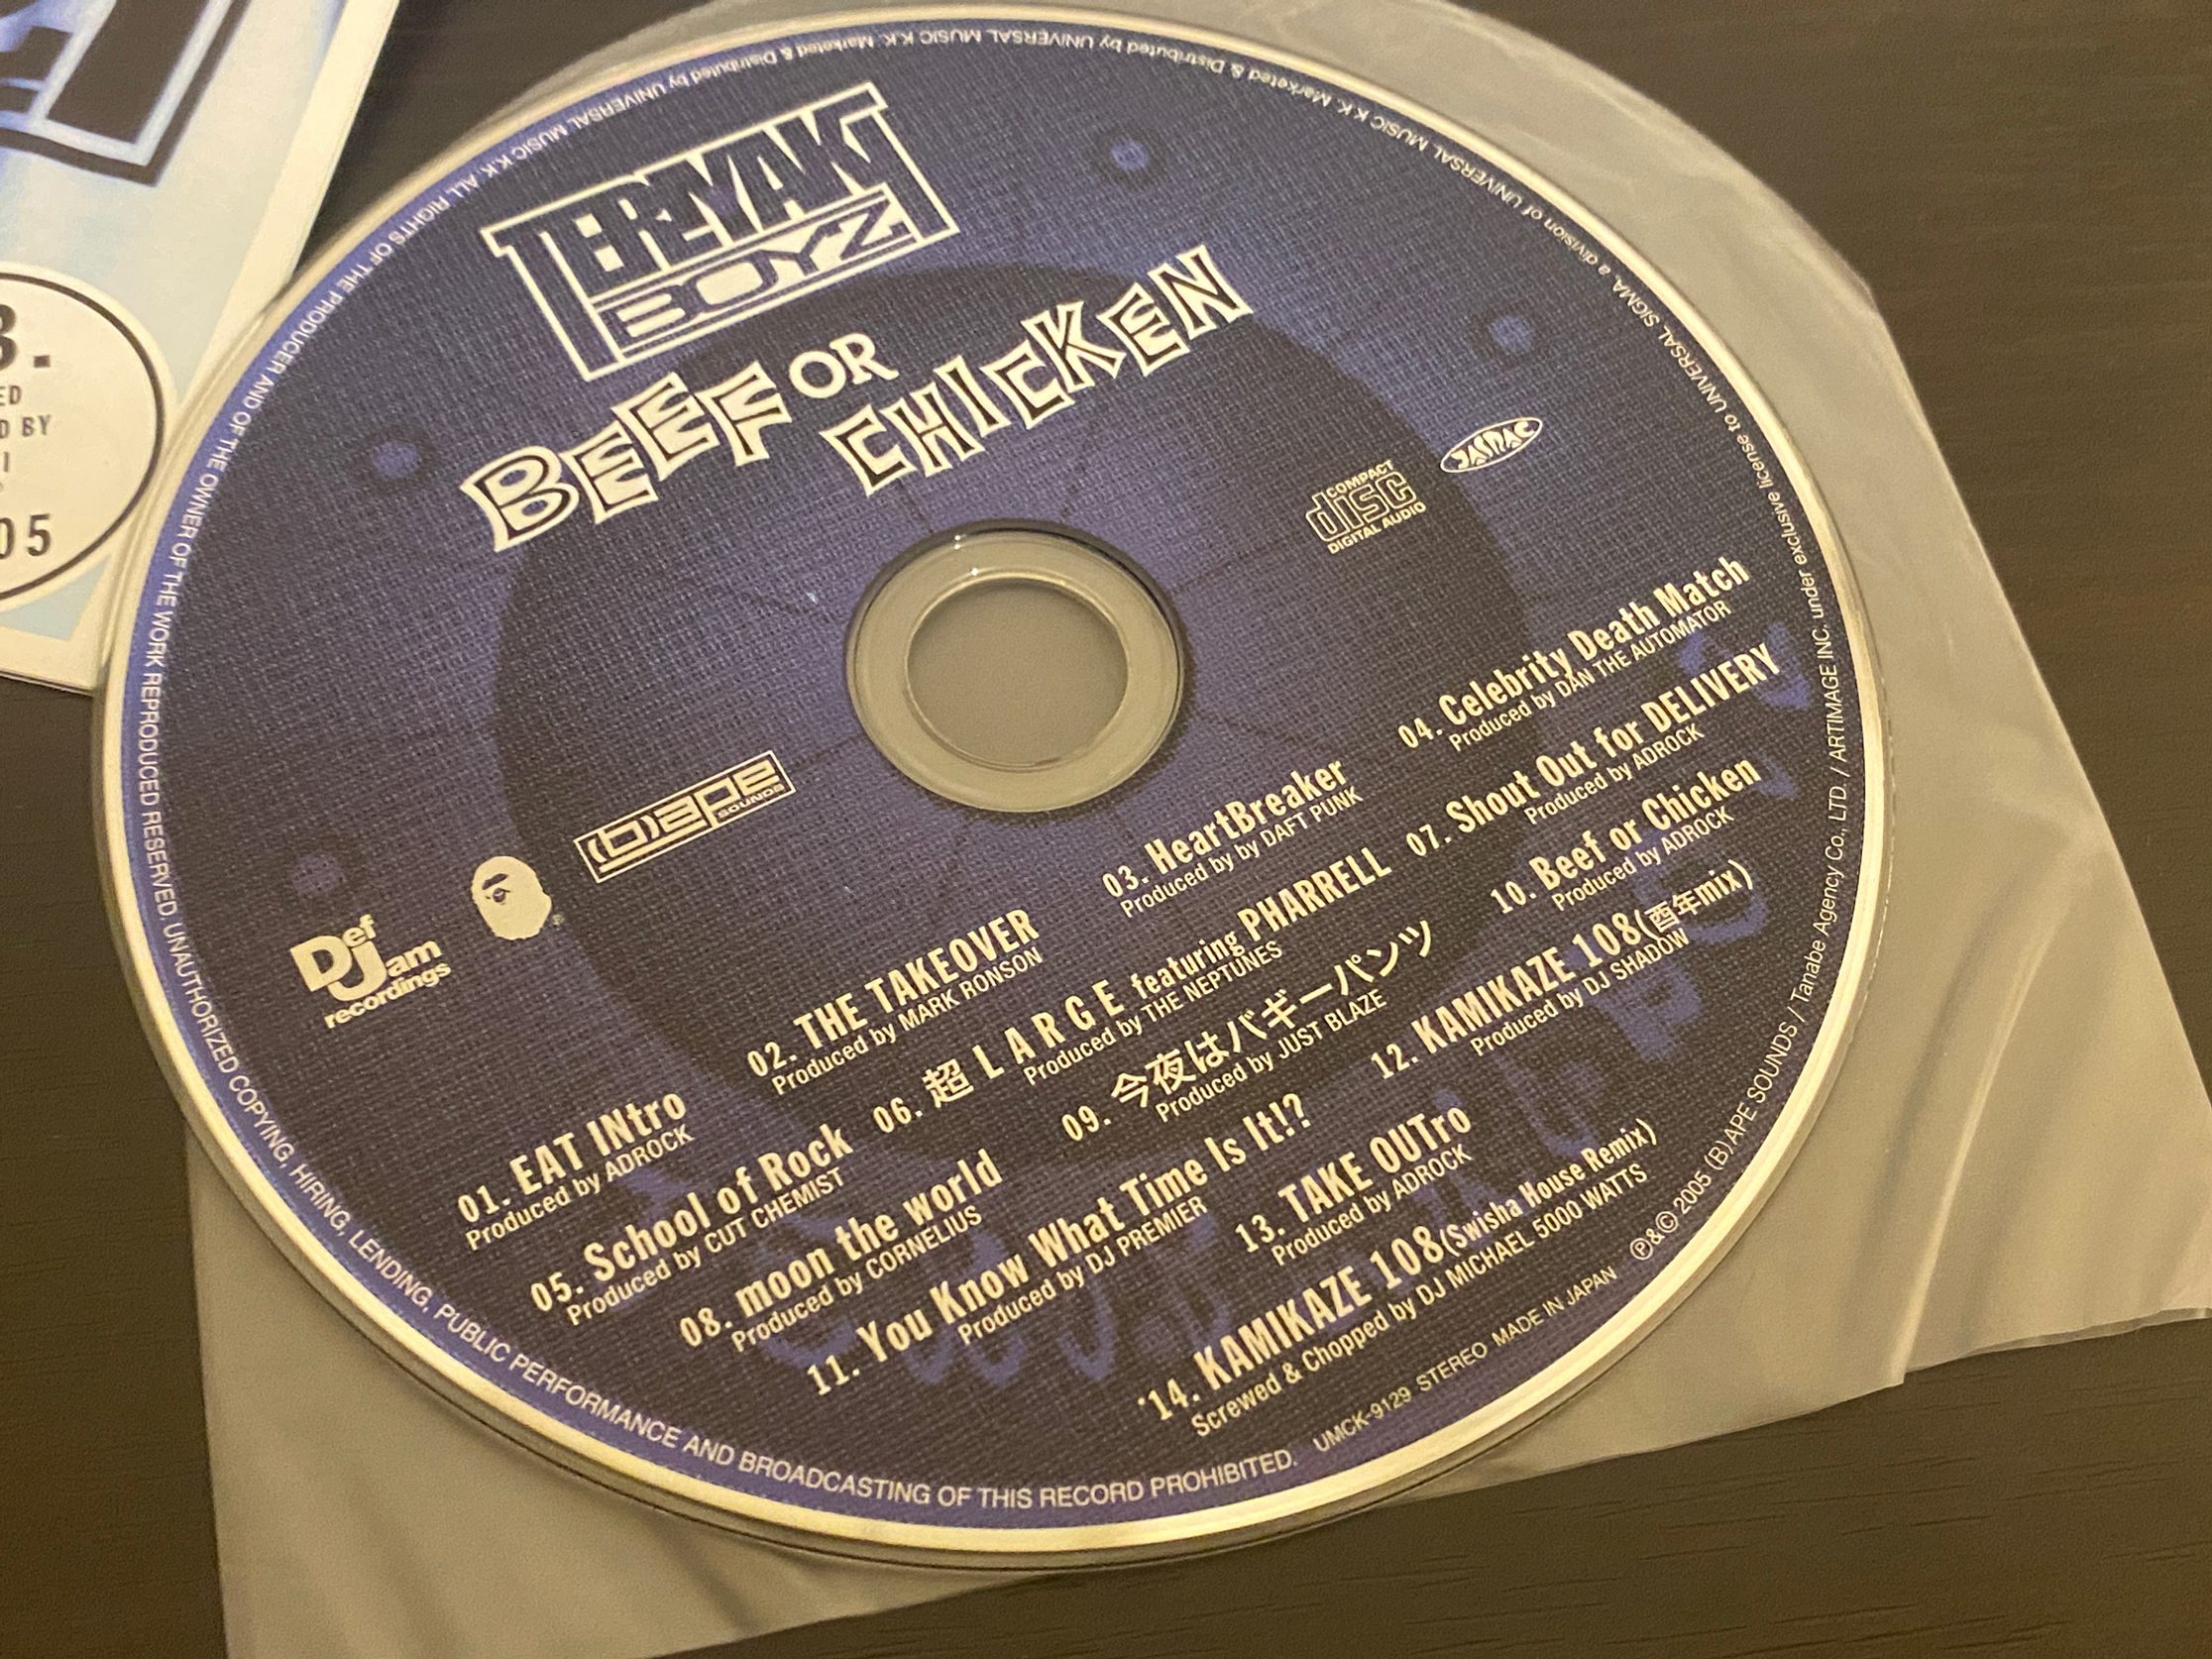 B.
ED
D BY
I
05
TERIYAKI
BOYZ
BEEF OR
CHICKEN
COMPACT
disc
DIGITAL AUDIO
JASRAC
(B)APE
SOUNDS
Def
Jam
recordings
01. EAT INtro
Produced by ADROCK
02. THE TAKEOVER
Produced by MARK RONSON
03. HeartBreaker
Produced by by DAFT PUNK
04. Celebrity Death Match
Produced by DAN THE AUTOMATOR
05. School of Rock
Produced by CUT CHEMIST
06. 超 L A R G E featuring PHARRELL
Produced by THE NEPTUNES
07. Shout Out for DELIVERY
Produced by ADROCK
08. moon the world
Produced by CORNELIUS
09. 今夜はバギーパンツ
Produced by JUST BLAZE
10. Beef or Chicken
Produced by ADROCK
11. You Know What Time Is It!?
Produced by DJ PREMIER
12. KAMIKAZE 108(酉年mix)
Produced by DJ SHADOW
13. TAKE OUTro
Produced by ADROCK
*14. KAMIKAZE 108(Swisha House Remix)
Screwed & Chopped by DJ MICHAEL 5000 WATTS
UMCK-9129 STEREO MADE IN JAPAN
Ⓟ&© 2005 (B)APE SOUNDS / Tanabe Agency Co., LTD. / ARTIMAGE INC. under exclusive license to UNIVERSAL SIGMA, a division of UNIVERSAL MUSIC K.K. Marketed & Distributed by UNIVERSAL MUSIC K.K. Marketed & Distributed by UNIVERSAL MUSIC K.K. ALL RIGHTS OF THE PRODUCER AND OF THE OWNER OF THE WORK REPRODUCED RESERVED. UNAUTHORIZED COPYING, HIRING, LENDING, PUBLIC PERFORMANCE AND BROADCASTING OF THIS RECORD PROHIBITED.